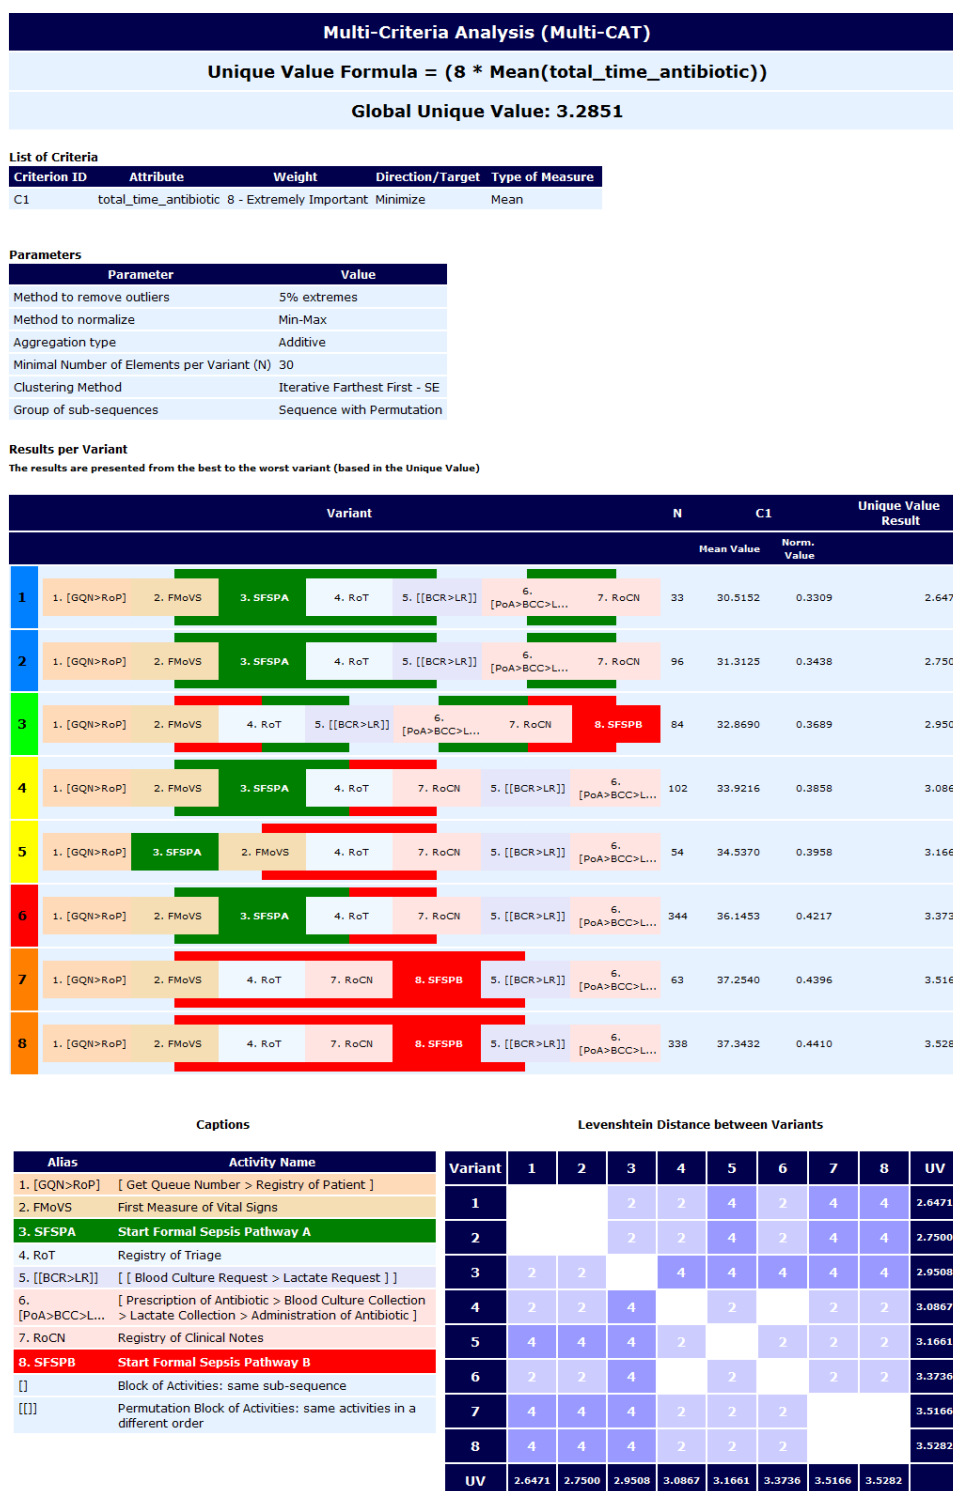 Multi-Criteria Analysis (Multi-CAT)
Unique Value Formula = (8 * Mean(total_time_antibiotic))
Global Unique Value: 3.2851
List of Criteria
Criterion ID Attribute Weight Direction/Target Type of Measure
C1 total_time_antibiotic 8 - Extremely Important Minimize Mean
Parameters
Parameter Value
Method to remove outliers 5% extremes
Method to normalize Min-Max
Aggregation type Additive
Minimal Number of Elements per Variant (N) 30
Clustering Method Iterative Farthest First - SE
Group of sub-sequences Sequence with Permutation
Results per Variant
The results are presented from the best to the worst variant (based in the Unique Value)
Variant N C1 Unique Value Result
Mean Value Norm. Value
1 1. [GQN>RoP] 2. FMoVS 3. SFSPA 4. RoT 5. [[BCR>LR]] 6. [PoA>BCC>L... 7. RoCN 33 30.5152 0.3309 2.647
2 1. [GQN>RoP] 2. FMoVS 3. SFSPA 4. RoT 5. [[BCR>LR]] 6. [PoA>BCC>L... 7. RoCN 96 31.3125 0.3438 2.750
3 1. [GQN>RoP] 2. FMoVS 4. RoT 5. [[BCR>LR]] 6. [PoA>BCC>L... 7. RoCN 8. SFSPB 84 32.8690 0.3689 2.950
4 1. [GQN>RoP] 2. FMoVS 3. SFSPA 4. RoT 7. RoCN 5. [[BCR>LR]] 6. [PoA>BCC>L... 102 33.9216 0.3858 3.086
5 1. [GQN>RoP] 3. SFSPA 2. FMoVS 4. RoT 7. RoCN 5. [[BCR>LR]] 6. [PoA>BCC>L... 54 34.5370 0.3958 3.166
6 1. [GQN>RoP] 2. FMoVS 3. SFSPA 4. RoT 7. RoCN 5. [[BCR>LR]] 6. [PoA>BCC>L... 344 36.1453 0.4217 3.373
7 1. [GQN>RoP] 2. FMoVS 4. RoT 7. RoCN 8. SFSPB 5. [[BCR>LR]] 6. [PoA>BCC>L... 63 37.2540 0.4396 3.516
8 1. [GQN>RoP] 2. FMoVS 4. RoT 7. RoCN 8. SFSPB 5. [[BCR>LR]] 6. [PoA>BCC>L... 338 37.3432 0.4410 3.528
Captions
Alias Activity Name
1. [GQN>RoP] [ Get Queue Number > Registry of Patient ]
2. FMoVS First Measure of Vital Signs
3. SFSPA Start Formal Sepsis Pathway A
4. RoT Registry of Triage
5. [[BCR>LR]] [ [ Blood Culture Request > Lactate Request ] ]
6. [PoA>BCC>L... [ Prescription of Antibiotic > Blood Culture Collection
> Lactate Collection > Administration of Antibiotic ]
7. RoCN Registry of Clinical Notes
8. SFSPB Start Formal Sepsis Pathway B
[] Block of Activities: same sub-sequence
[[]] Permutation Block of Activities: same activities in a
different order
Levenshtein Distance between Variants
Variant 1 2 3 4 5 6 7 8 UV
1 2 2 4 2 4 4 2.6471
2 2 2 4 2 4 4 2.7500
3 2 2 4 4 4 4 4 2.9508
4 2 2 4 2 2 2 3.0867
5 4 4 4 2 2 2 2 3.1661
6 2 2 4 2 2 2 3.3736
7 4 4 4 2 2 2 3.5166
8 4 4 4 2 2 2 3.5282
UV 2.6471 2.7500 2.9508 3.0867 3.1661 3.3736 3.5166 3.5282